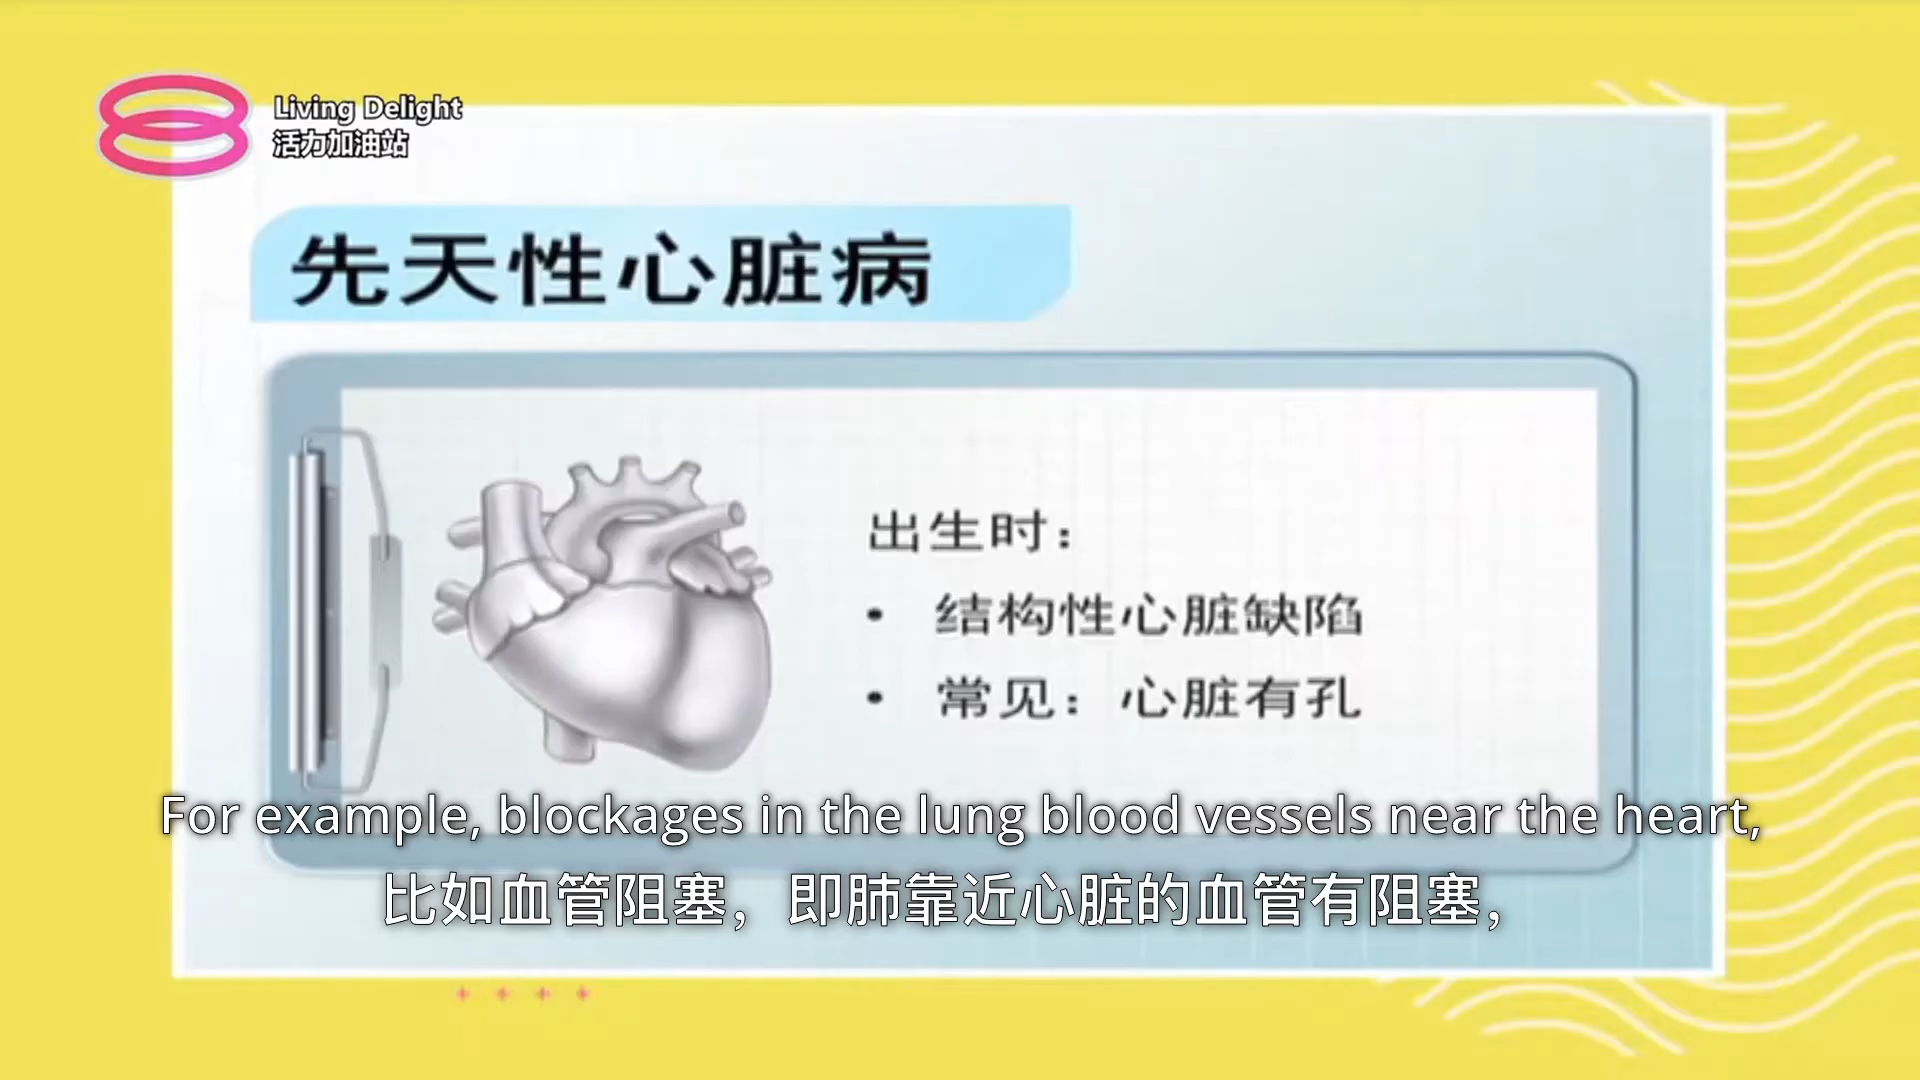 Living Delight
活力加油站
先天性心脏病
出生时：
• 结构性心脏缺陷
• 常见：心脏有孔
For example, blockages in the lung blood vessels near the heart,
比如血管阻塞，即肺靠近心脏的血管有阻塞，